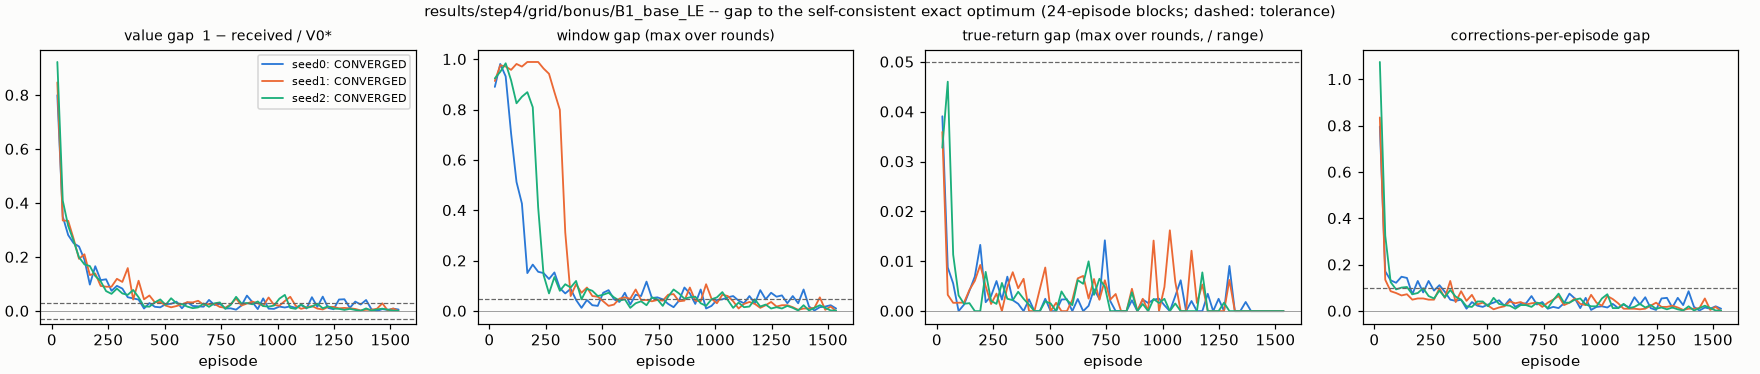 results/step4/grid/bonus/B1_base_LE -- gap to the self-consistent exact optimum (24-episode blocks; dashed: tolerance)
value gap  1 − received / V0*
window gap (max over rounds)
true-return gap (max over rounds, / range)
corrections-per-episode gap
seed0: CONVERGED
seed1: CONVERGED
seed2: CONVERGED
0.8
0.6
0.4
0.2
0.0
0 250 500 750 1000 1250 1500
episode
1.0
0.8
0.6
0.4
0.2
0.0
0 250 500 750 1000 1250 1500
episode
0.05
0.04
0.03
0.02
0.01
0.00
0 250 500 750 1000 1250 1500
episode
1.0
0.8
0.6
0.4
0.2
0.0
0 250 500 750 1000 1250 1500
episode